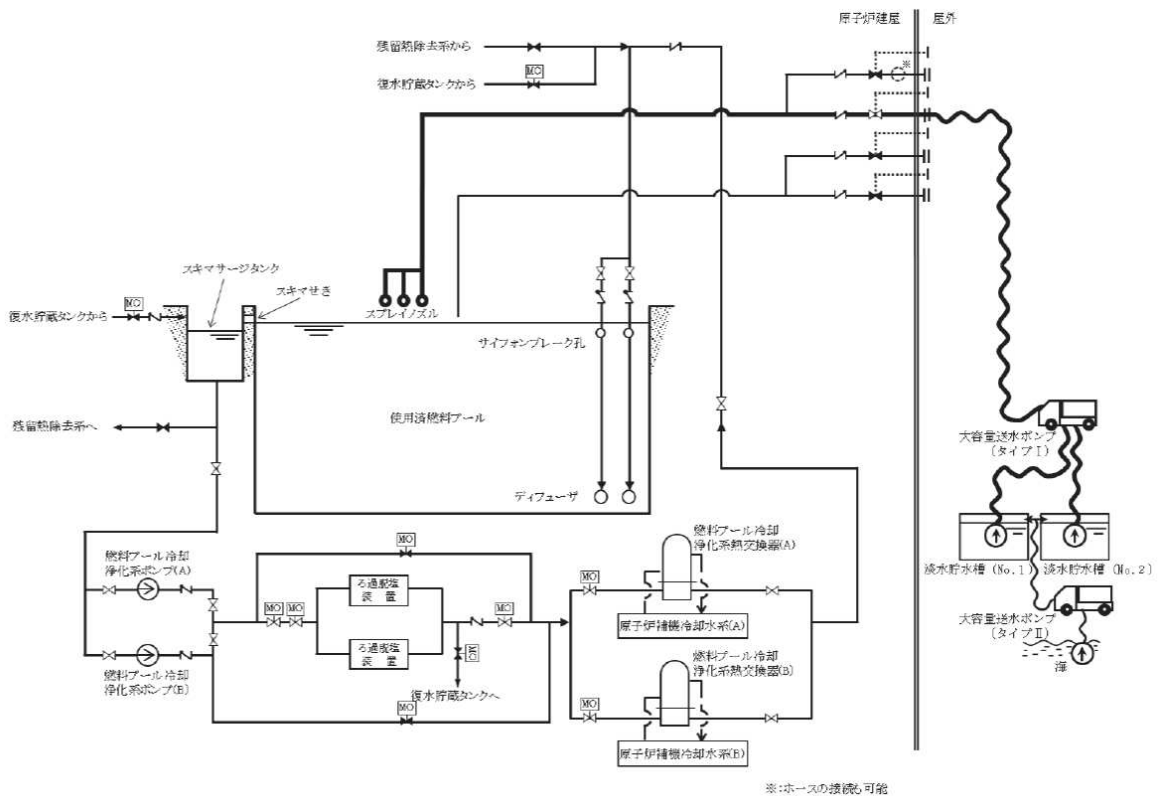 原子炉建屋
屋外
残留熱除去系から
※
MO
復水貯蔵タンクから
スキマサージタンク
スキマせき
MO
復水貯蔵タンクから
スプレイノズル
サイフォンブレーク孔
使用済燃料プール
残留熱除去系へ
大容量送水ポンプ
(タイプⅠ)
ディフューザ
淡水貯水槽 (No.1)
淡水貯水槽 (No.2)
大容量送水ポンプ
(タイプⅡ)
海
燃料プール冷却
浄化系ポンプ(A)
MO
ろ過脱塩
装 置
MO
MO
MO
ろ過脱塩
装 置
MO
燃料プール冷却
浄化系ポンプ(B)
復水貯蔵タンクへ
MO
燃料プール冷却
浄化系熱交換器(A)
MO
原子炉補機冷却水系(A)
燃料プール冷却
浄化系熱交換器(B)
MO
原子炉補機冷却水系(B)
※:ホースの接続も可能